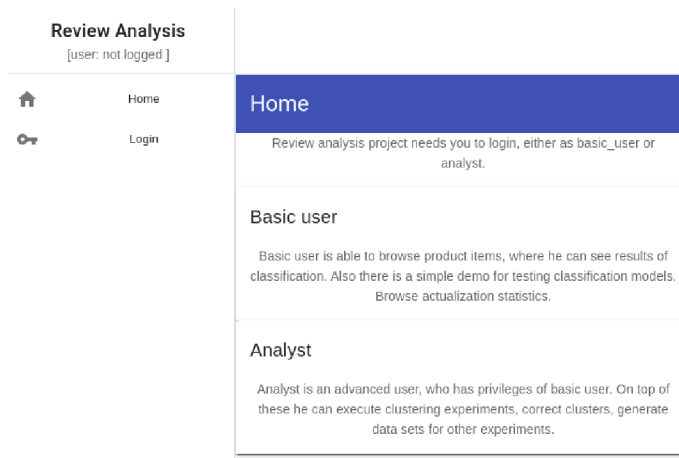 Review Analysis
[user: not logged ]
Home
Login
Home
Review analysis project needs you to login, either as basic_user or
analyst.
Basic user
Basic user is able to browse product items, where he can see results of
classification. Also there is a simple demo for testing classification models.
Browse actualization statistics.
Analyst
Analyst is an advanced user, who has privileges of basic user. On top of
these he can execute clustering experiments, correct clusters, generate
data sets for other experiments.